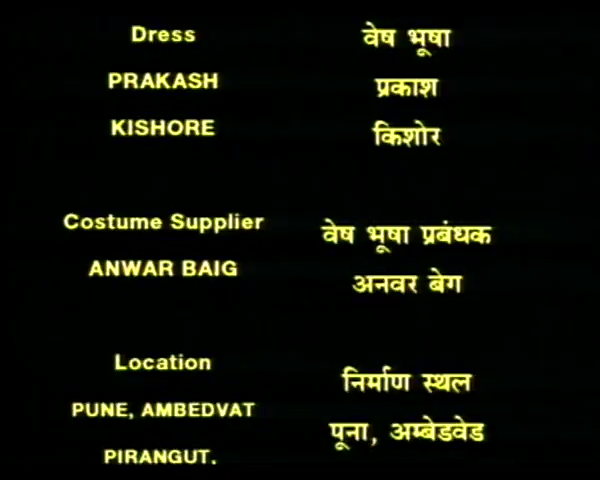 Dress वेष भूषा
PRAKASH प्रकाश
KISHORE किशोर
Costume Supplier वेष भूषा प्रबंधक
ANWAR BAIG अनवर बेग
Location निर्माण स्थल
PUNE, AMBEDVAT पूना, अम्बेडवेड
PIRANGUT.